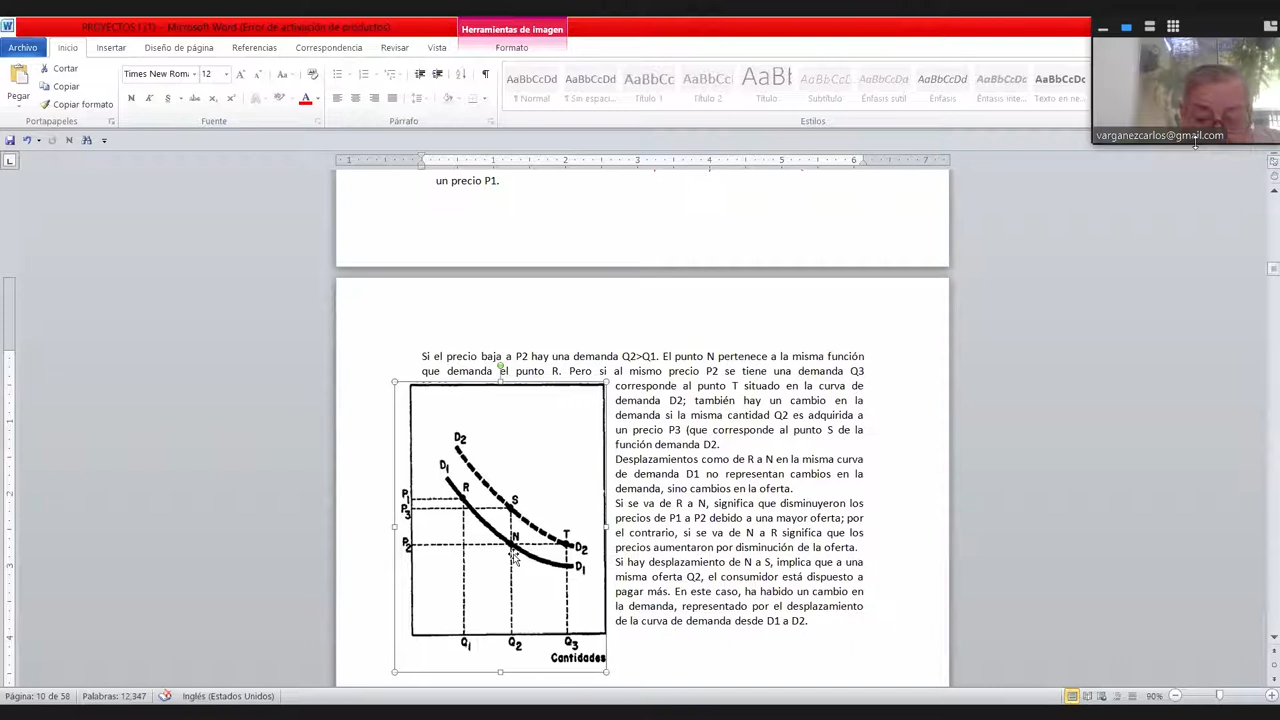 PROYECTOS 1 (1) - Microsoft Word (Error de activación de productos)
Herramientas de imagen
Archivo
Inicio
Insertar
Diseño de página
Referencias
Correspondencia
Revisar
Vista
Formato
Pegar
Cortar
Copiar
Copiar formato
Portapapeles
Times New Rom
12
Fuente
Párrafo
AaBbCcDd
¶ Normal
AaBbCcDd
¶ Sin espaci...
AaBbCc
Título 1
AaBbCc
Título 2
AaBl
Título
AaBbCcDd
Subtítulo
AaBbCcDd
Énfasis sutil
AaBbCcDd
Énfasis
AaBbCcDd
Énfasis inte...
AaBbCcDd
Texto en ne...
Estilos
varganezcarlos@gmail.com
un precio P1.
Si el precio baja a P2 hay una demanda Q2>Q1. El punto N pertenece a la misma función
que demanda el punto R. Pero si al mismo precio P2 se tiene una demanda Q3
corresponde al punto T situado en la curva de
demanda D2; también hay un cambio en la
demanda si la misma cantidad Q2 es adquirida a
un precio P3 (que corresponde al punto S de la
función demanda D2.
Desplazamientos como de R a N en la misma curva
de demanda D1 no representan cambios en la
demanda, sino cambios en la oferta.
Si se va de R a N, significa que disminuyeron los
precios de P1 a P2 debido a una mayor oferta; por
el contrario, si se va de N a R significa que los
precios aumentaron por disminución de la oferta.
Si hay desplazamiento de N a S, implica que a una
misma oferta Q2, el consumidor está dispuesto a
pagar más. En este caso, ha habido un cambio en
la demanda, representado por el desplazamiento
de la curva de demanda desde D1 a D2.
D2
D1
R
P1
S
P3
T
N
P2
D2
D1
Q1
Q2
Q3
Cantidades
Página: 10 de 58
Palabras: 12,347
Inglés (Estados Unidos)
90%